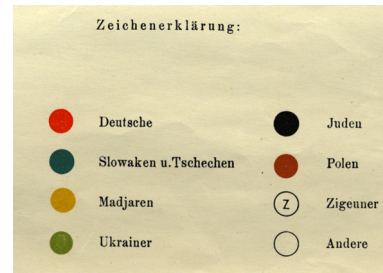 Zeichenerklärung:
Deutsche
Slowaken u.Tschechen
Madjaren
Ukrainer
Juden
Polen
Z Zigeuner
Andere